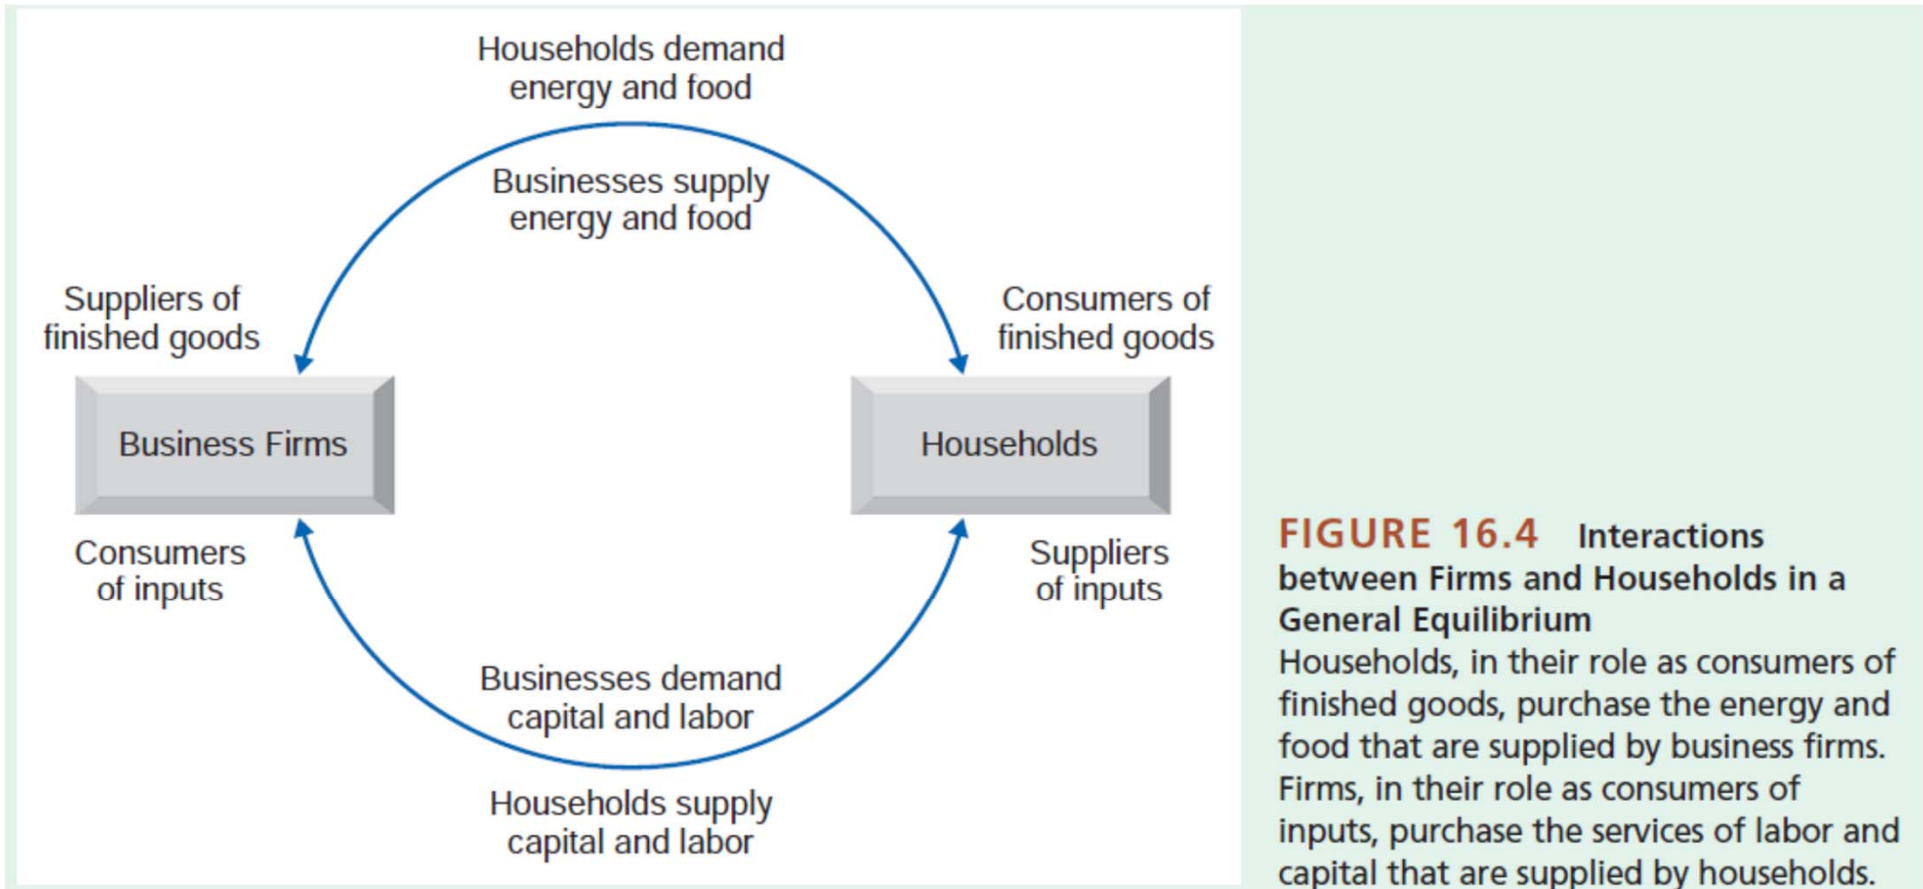 Households demand
energy and food
Businesses supply
energy and food
Suppliers of
finished goods
Consumers of
finished goods
Business Firms
Households
Consumers
of inputs
Suppliers
of inputs
Businesses demand
capital and labor
Households supply
capital and labor
FIGURE 16.4 Interactions
between Firms and Households in a
General Equilibrium
Households, in their role as consumers of
finished goods, purchase the energy and
food that are supplied by business firms.
Firms, in their role as consumers of
inputs, purchase the services of labor and
capital that are supplied by households.